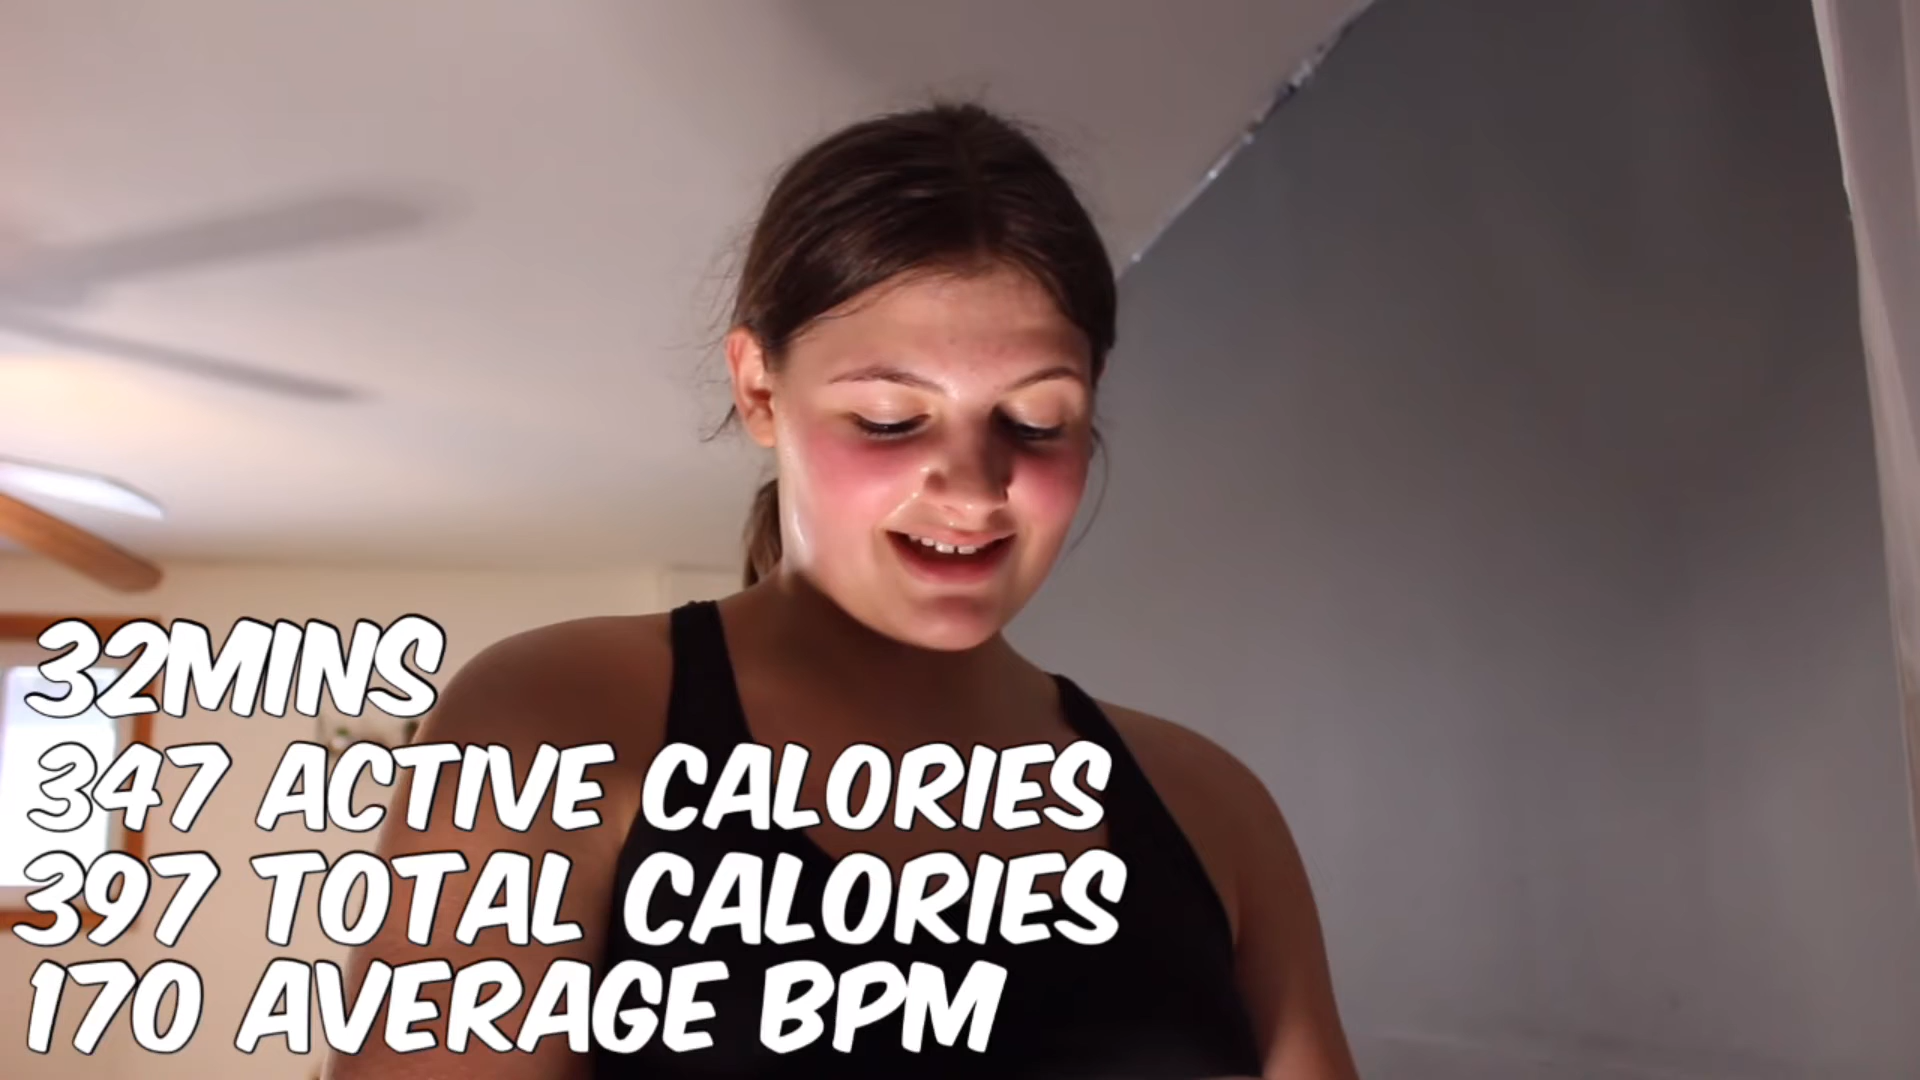 32MINS
347 ACTIVE CALORIES
397 TOTAL CALORIES
170 AVERAGE BPM